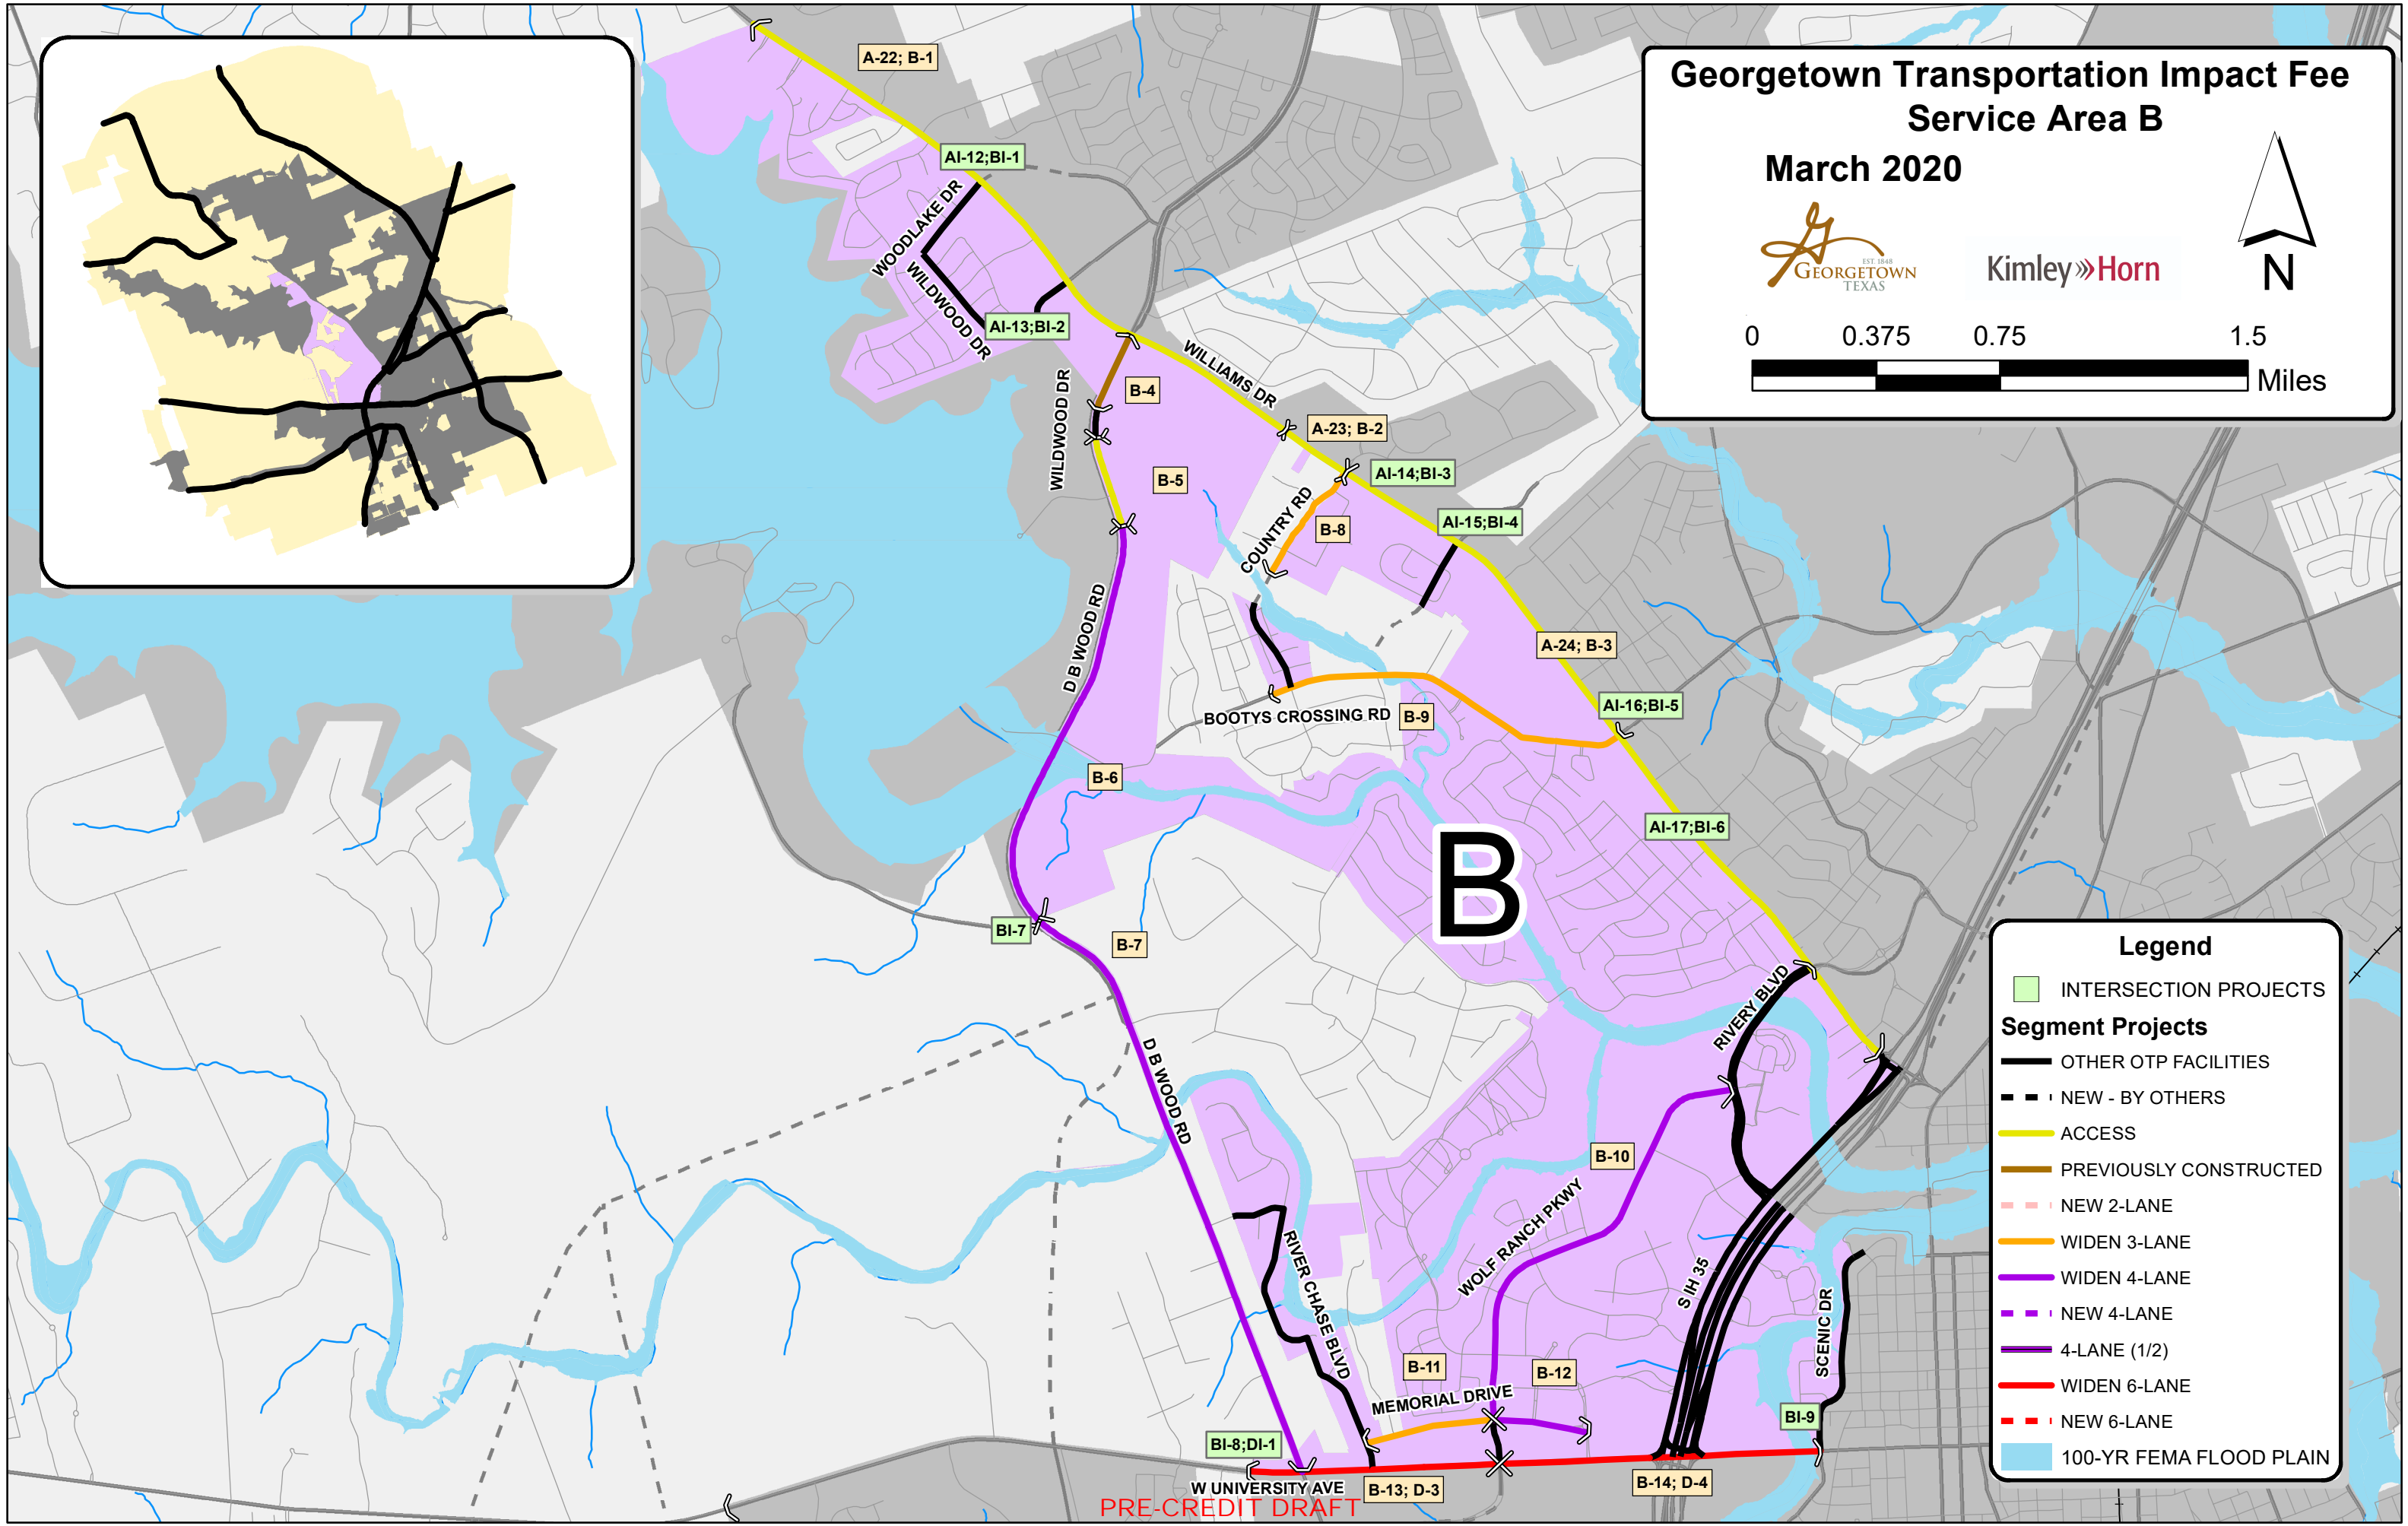 Georgetown Transportation Impact Fee
Service Area B
March 2020
EST. 1848
GEORGETOWN
TEXAS
Kimley»Horn
N
0 0.375 0.75 1.5
Miles
A-22; B-1
AI-12;BI-1
WOODLAKE DR
WILDWOOD DR
AI-13;BI-2
WILLIAMS DR
B-4
WILDWOOD DR
A-23; B-2
AI-14;BI-3
B-5
COUNTRY RD
B-8
AI-15;BI-4
D B WOOD RD
A-24; B-3
AI-16;BI-5
BOOTYS CROSSING RD
B-9
B-6
AI-17;BI-6
B
BI-7
B-7
RIVERY BLVD
D B WOOD RD
B-10
WOLF RANCH PKWY
RIVER CHASE BLVD
S IH 35
SCENIC DR
B-11
B-12
MEMORIAL DRIVE
BI-9
BI-8;DI-1
W UNIVERSITY AVE
B-13; D-3
B-14; D-4
PRE-CREDIT DRAFT
Legend
INTERSECTION PROJECTS
Segment Projects
OTHER OTP FACILITIES
NEW - BY OTHERS
ACCESS
PREVIOUSLY CONSTRUCTED
NEW 2-LANE
WIDEN 3-LANE
WIDEN 4-LANE
NEW 4-LANE
4-LANE (1/2)
WIDEN 6-LANE
NEW 6-LANE
100-YR FEMA FLOOD PLAIN